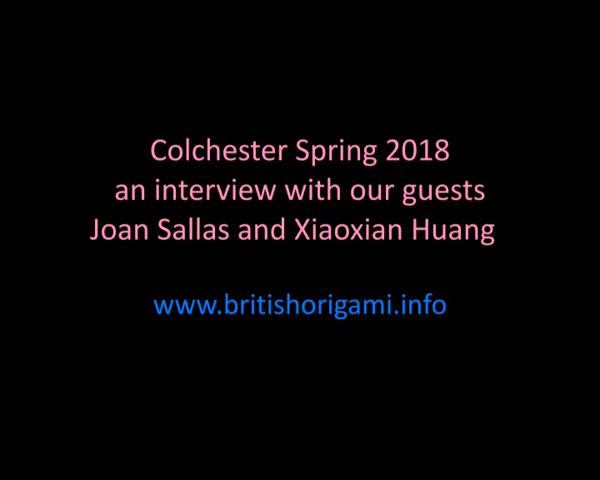 Colchester Spring 2018
an interview with our guests
Joan Sallas and Xiaoxian Huang
www.britishorigami.info